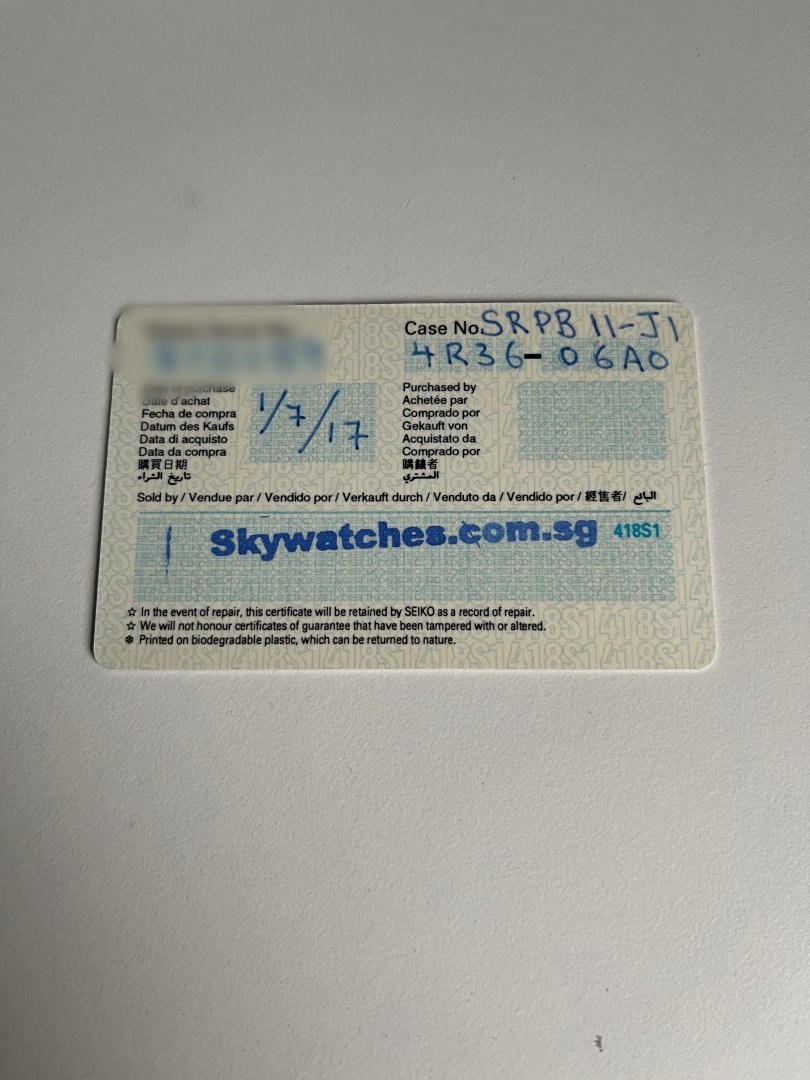 Case No. SRPB 11-J1
4R36-06A0
Date of purchase
Date d'achat
Fecha de compra
Datum des Kaufs
Data di acquisto
Data da compra
購買日期
تاريخ الشراء
1/7/17
Purchased by
Achetée par
Comprado por
Gekauft von
Acquistato da
Comprado por
購錶者
المشتري
Sold by / Vendue par / Vendido por / Verkauft durch / Venduto da / Vendido por / 經售者/ البائع
Skywatches.com.sg 418S1
☆ In the event of repair, this certificate will be retained by SEIKO as a record of repair.
☆ We will not honour certificates of guarantee that have been tampered with or altered.
❄ Printed on biodegradable plastic, which can be returned to nature.